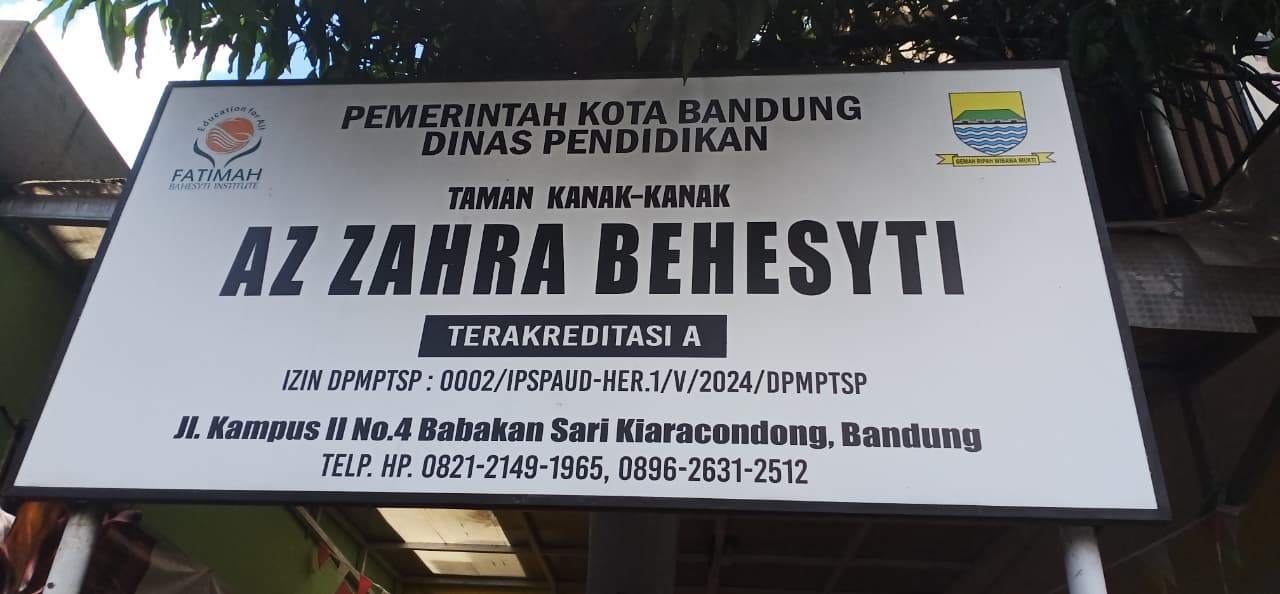 Education for All
FATIMAH
BAHESYTI INSTITUTE
PEMERINTAH KOTA BANDUNG
DINAS PENDIDIKAN
GEMAH RIPAH WIBAWA MUKTI
TAMAN KANAK-KANAK
AZ ZAHRA BEHESYTI
TERAKREDITASI A
IZIN DPMPTSP : 0002/IPSPAUD-HER.1/V/2024/DPMPTSP
Jl. Kampus II No.4 Babakan Sari Kiaracondong, Bandung
TELP. HP. 0821-2149-1965, 0896-2631-2512